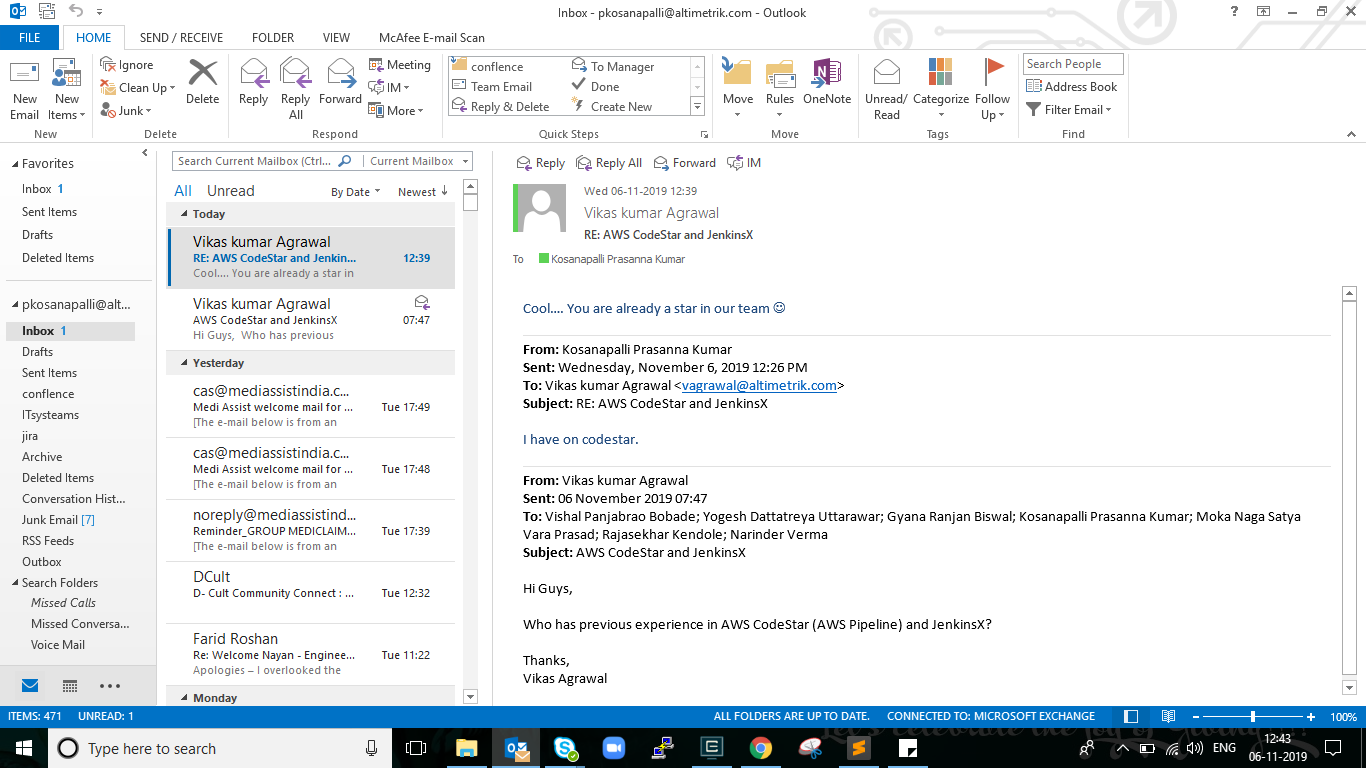 Inbox - pkosanapalli@altimetrik.com - Outlook
FILE HOME SEND / RECEIVE FOLDER VIEW McAfee E-mail Scan
New Email
New Items
Ignore
Clean Up
Junk
Delete
Reply
Reply All
Forward
Meeting
IM
More
conflence
Team Email
Reply & Delete
To Manager
Done
Create New
Move
Rules
OneNote
Unread/ Read
Categorize
Follow Up
Search People
Address Book
Filter Email
New Delete Respond Quick Steps Move Tags Find
Favorites
Inbox 1
Sent Items
Drafts
Deleted Items
pkosanapalli@alt...
Inbox 1
Drafts
Sent Items
conflence
ITsysteams
jira
Archive
Deleted Items
Conversation Hist...
Junk Email [7]
RSS Feeds
Outbox
Search Folders
Missed Calls
Missed Conversa...
Voice Mail
Search Current Mailbox (Ctrl... Current Mailbox
All Unread By Date Newest
Today
Vikas kumar Agrawal
RE: AWS CodeStar and Jenkin... 12:39
Cool.... You are already a star in
Vikas kumar Agrawal
AWS CodeStar and JenkinsX 07:47
Hi Guys, Who has previous
Yesterday
cas@mediassistindia.c...
Medi Assist welcome mail for ... Tue 17:49
[The e-mail below is from an
cas@mediassistindia.c...
Medi Assist welcome mail for ... Tue 17:48
[The e-mail below is from an
noreply@mediassistind...
Reminder_GROUP MEDICLAIM... Tue 17:39
[The e-mail below is from an
DCult
D- Cult Community Connect : ... Tue 12:32
Farid Roshan
Re: Welcome Nayan - Enginee... Tue 11:22
Apologies – I overlooked the
Monday
Reply Reply All Forward IM
Wed 06-11-2019 12:39
Vikas kumar Agrawal
RE: AWS CodeStar and JenkinsX
To Kosanapalli Prasanna Kumar
Cool.... You are already a star in our team ☺
From: Kosanapalli Prasanna Kumar
Sent: Wednesday, November 6, 2019 12:26 PM
To: Vikas kumar Agrawal <vagrawal@altimetrik.com>
Subject: RE: AWS CodeStar and JenkinsX
I have on codestar.
From: Vikas kumar Agrawal
Sent: 06 November 2019 07:47
To: Vishal Panjabrao Bobade; Yogesh Dattatreya Uttarawar; Gyana Ranjan Biswal; Kosanapalli Prasanna Kumar; Moka Naga Satya
Vara Prasad; Rajasekhar Kendole; Narinder Verma
Subject: AWS CodeStar and JenkinsX
Hi Guys,
Who has previous experience in AWS CodeStar (AWS Pipeline) and JenkinsX?
Thanks,
Vikas Agrawal
ITEMS: 471 UNREAD: 1 ALL FOLDERS ARE UP TO DATE. CONNECTED TO: MICROSOFT EXCHANGE 100%
Type here to search
ENG
12:43
06-11-2019